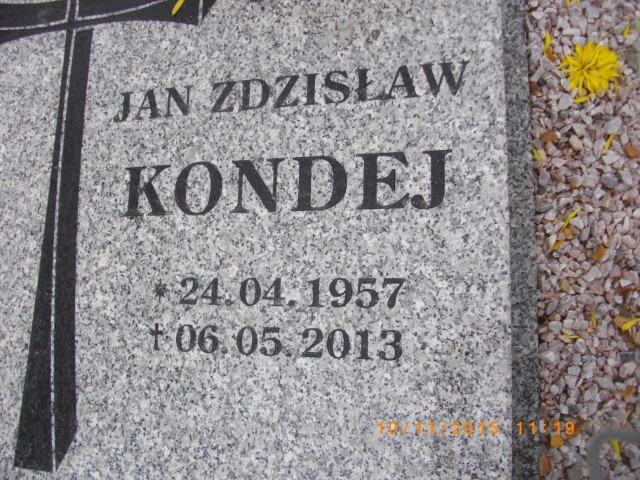 JAN ZDZISŁAW
KONDEJ
* 24.04.1957
† 06.05.2013
10/11/2015 11:19